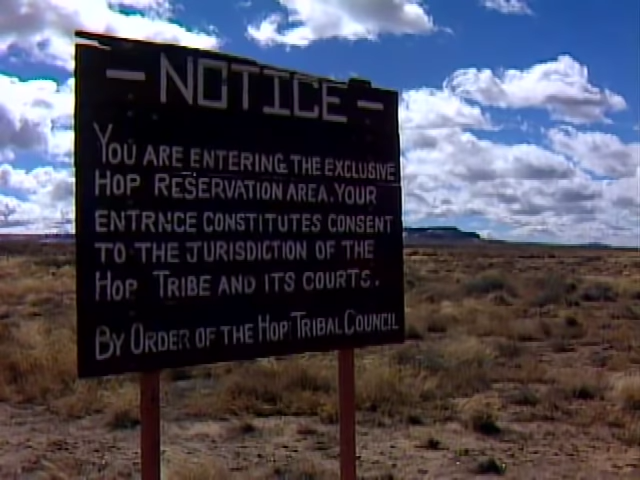 - NOTICE -
YOU ARE ENTERING THE EXCLUSIVE
HOP RESERVATION AREA. YOUR
ENTRNCE CONSTITUTES CONSENT
TO THE JURISDICTION OF THE
HOP TRIBE AND ITS COURTS.
BY ORDER OF THE HOPI TRIBAL COUNCIL